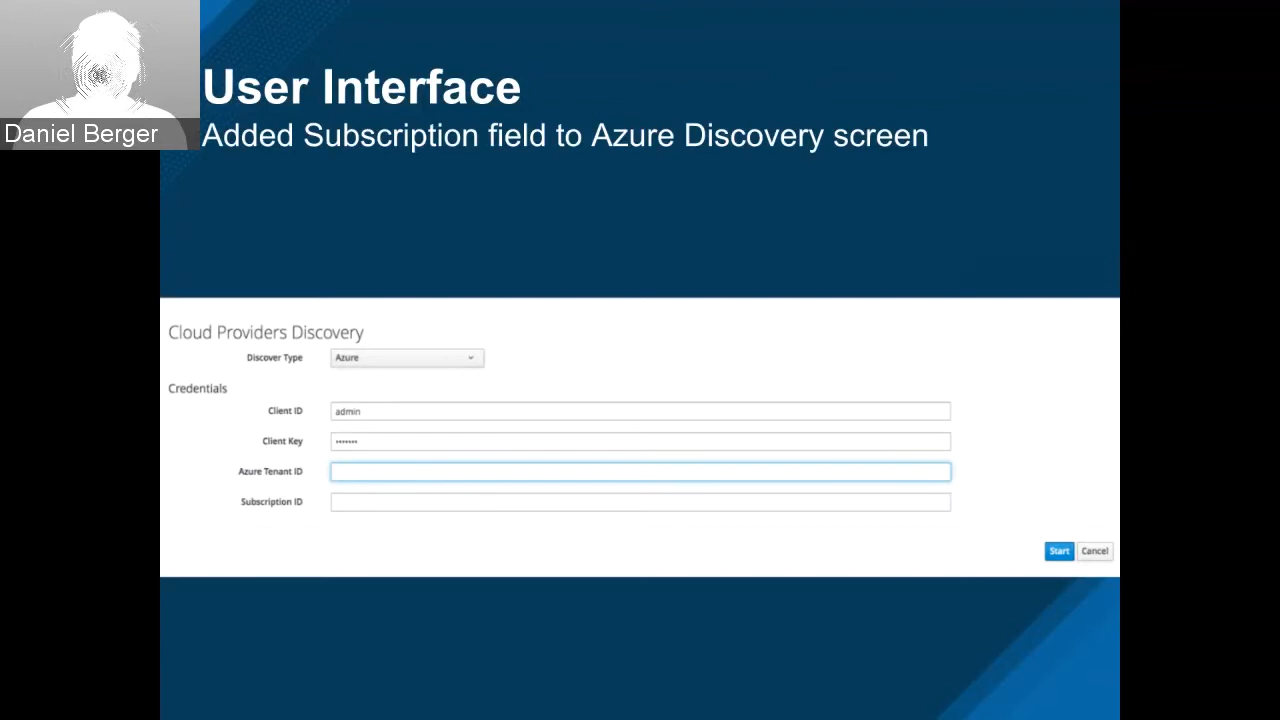 Daniel Berger
User Interface
Added Subscription field to Azure Discovery screen
Cloud Providers Discovery
Discover Type Azure
Credentials
Client ID admin
Client Key •••••••
Azure Tenant ID
Subscription ID
Start Cancel